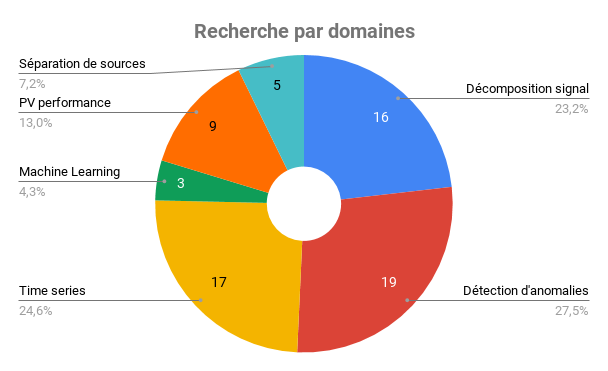 Recherche par domaines
Séparation de sources
7,2%
PV performance
13,0%
Machine Learning
4,3%
Time series
24,6%
Décomposition signal
23,2%
Détection d'anomalies
27,5%
5
16
9
3
17
19